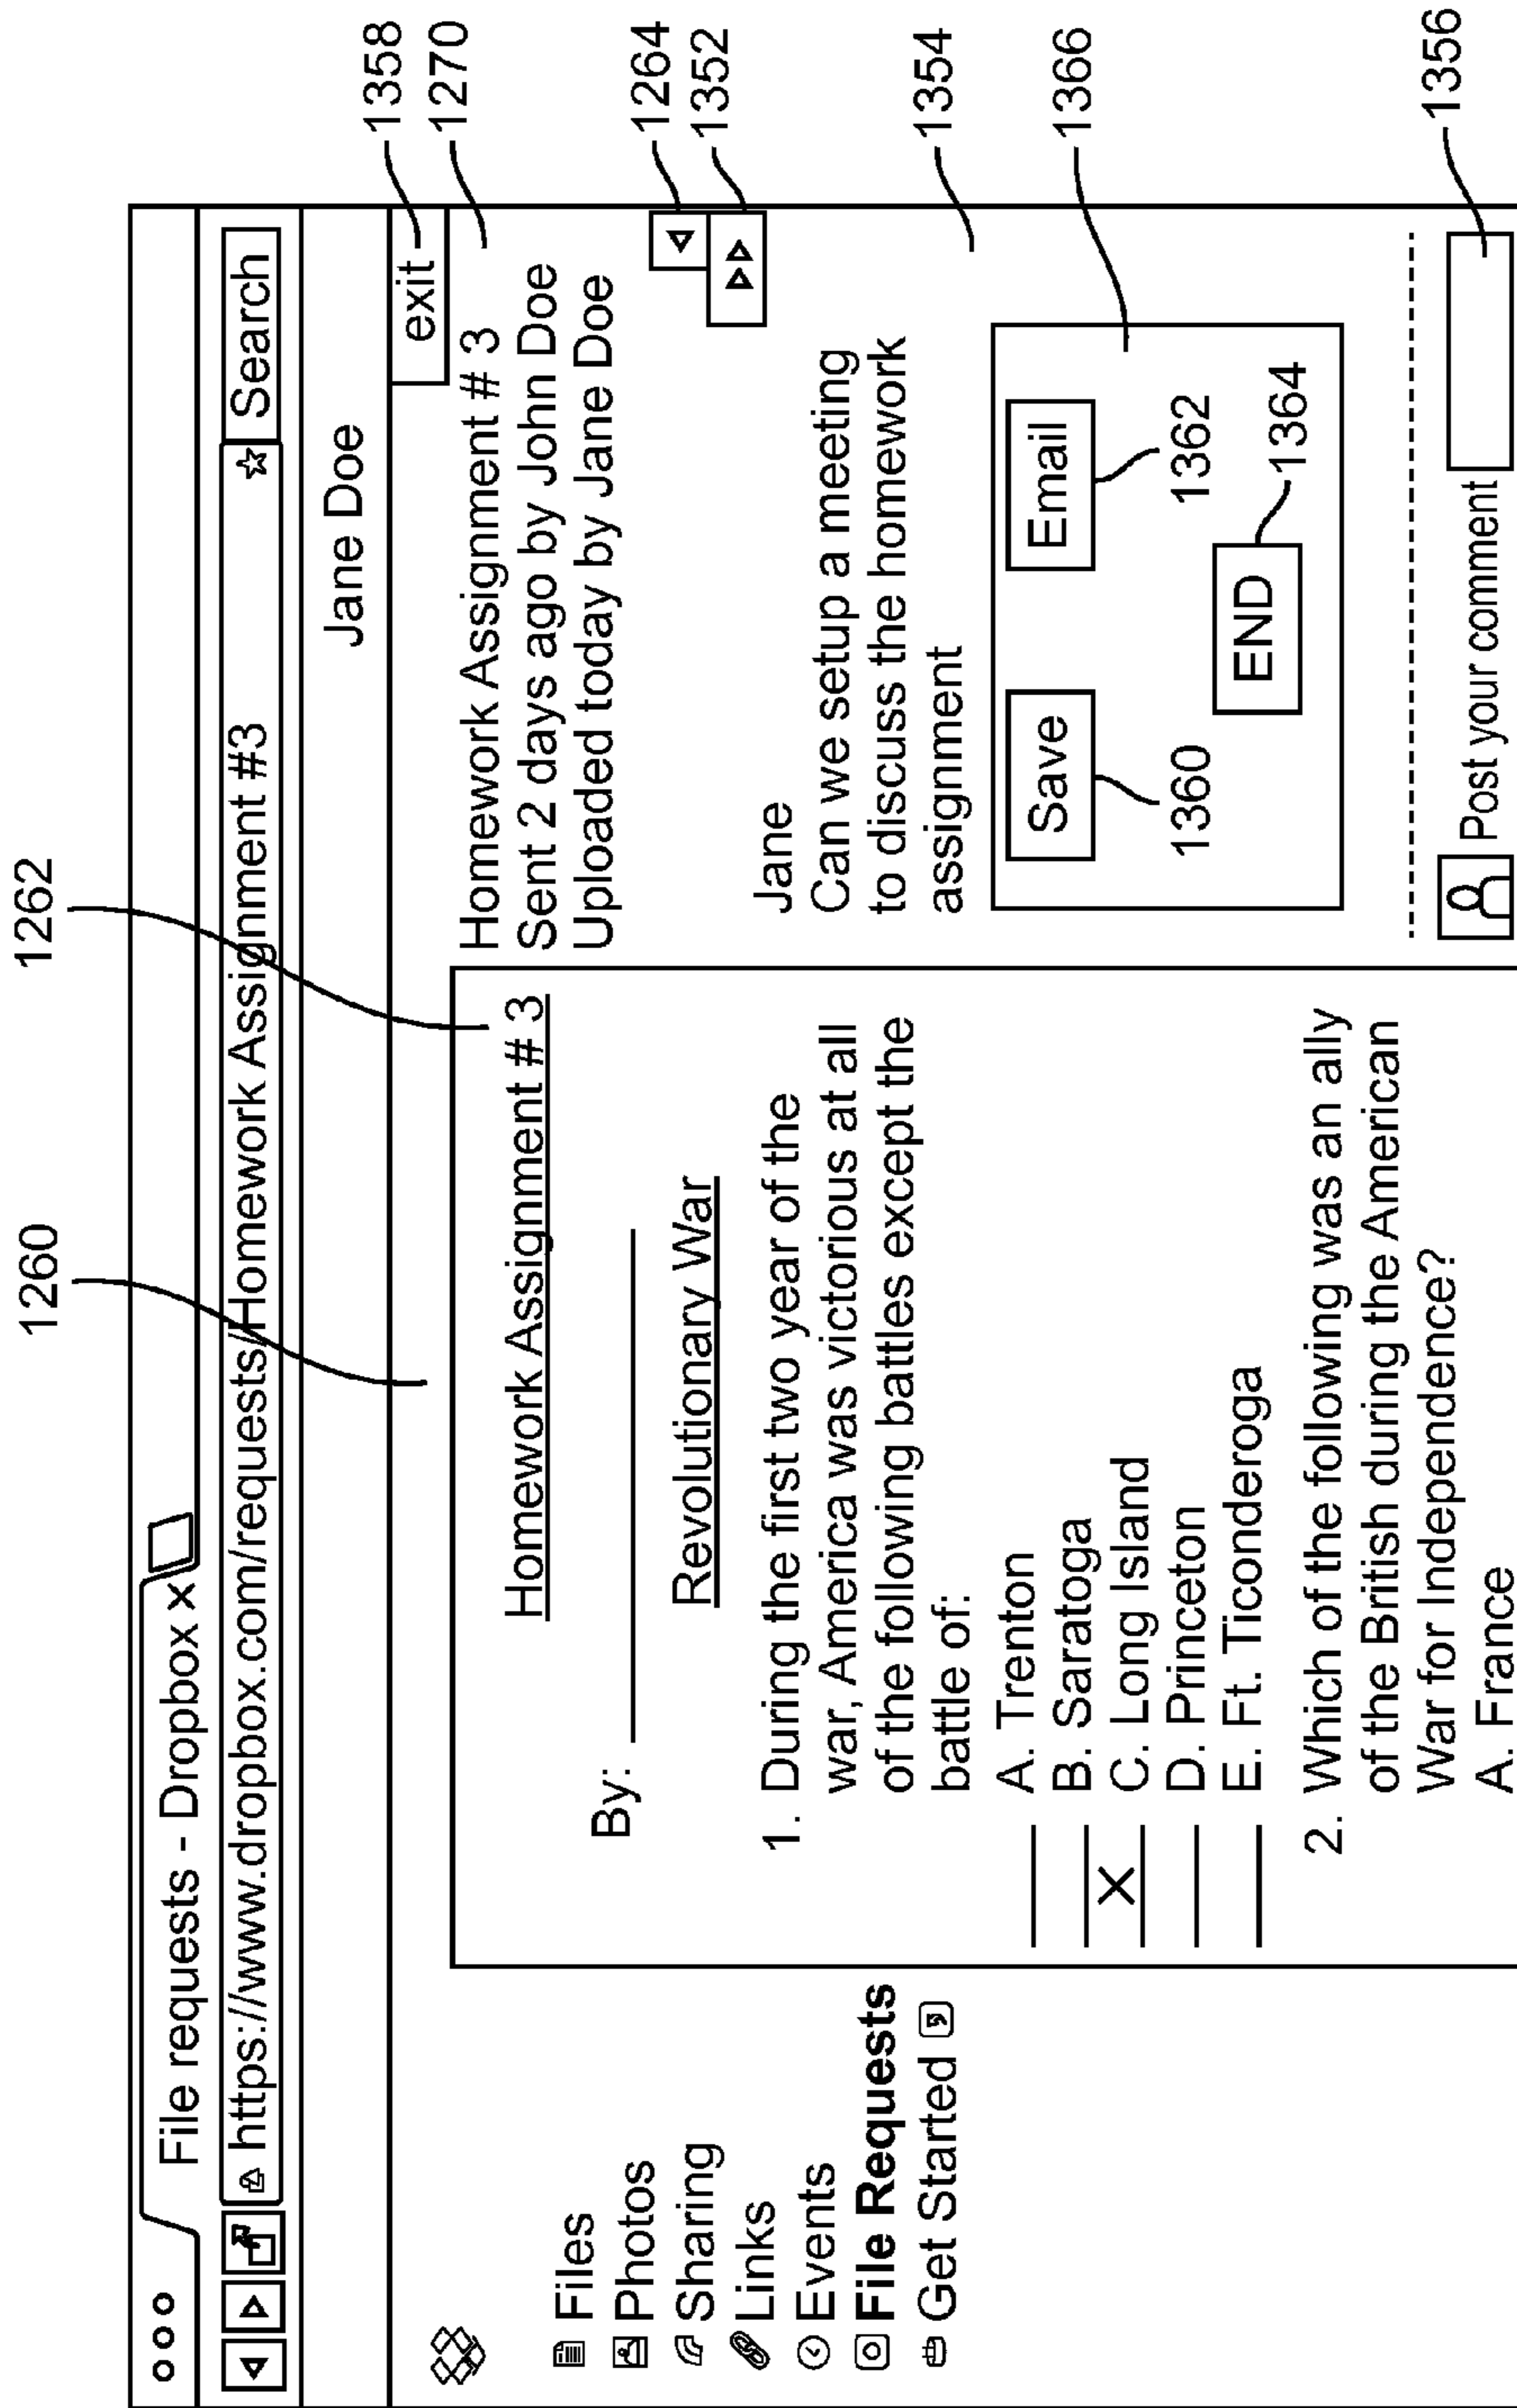 1260
1262
File requests - Dropbox x
https://www.dropbox.com/requests/Homework Assignment #3
Search
Jane Doe
exit
1358
1270
Files
Photos
Sharing
Links
Events
File Requests
Get Started
Homework Assignment # 3
By:
Revolutionary War
1. During the first two year of the
war, America was victorious at all
of the following battles except the
battle of:
A. Trenton
B. Saratoga
X C. Long Island
D. Princeton
E. Ft. Ticonderoga
2. Which of the following was an ally
of the British during the American
War for Independence?
A. France
Homework Assignment # 3
Sent 2 days ago by John Doe
Uploaded today by Jane Doe
1264
1352
Jane
Can we setup a meeting
to discuss the homework
assignment
1354
1366
Save
Email
1360
1362
END
1364
Post your comment
1356